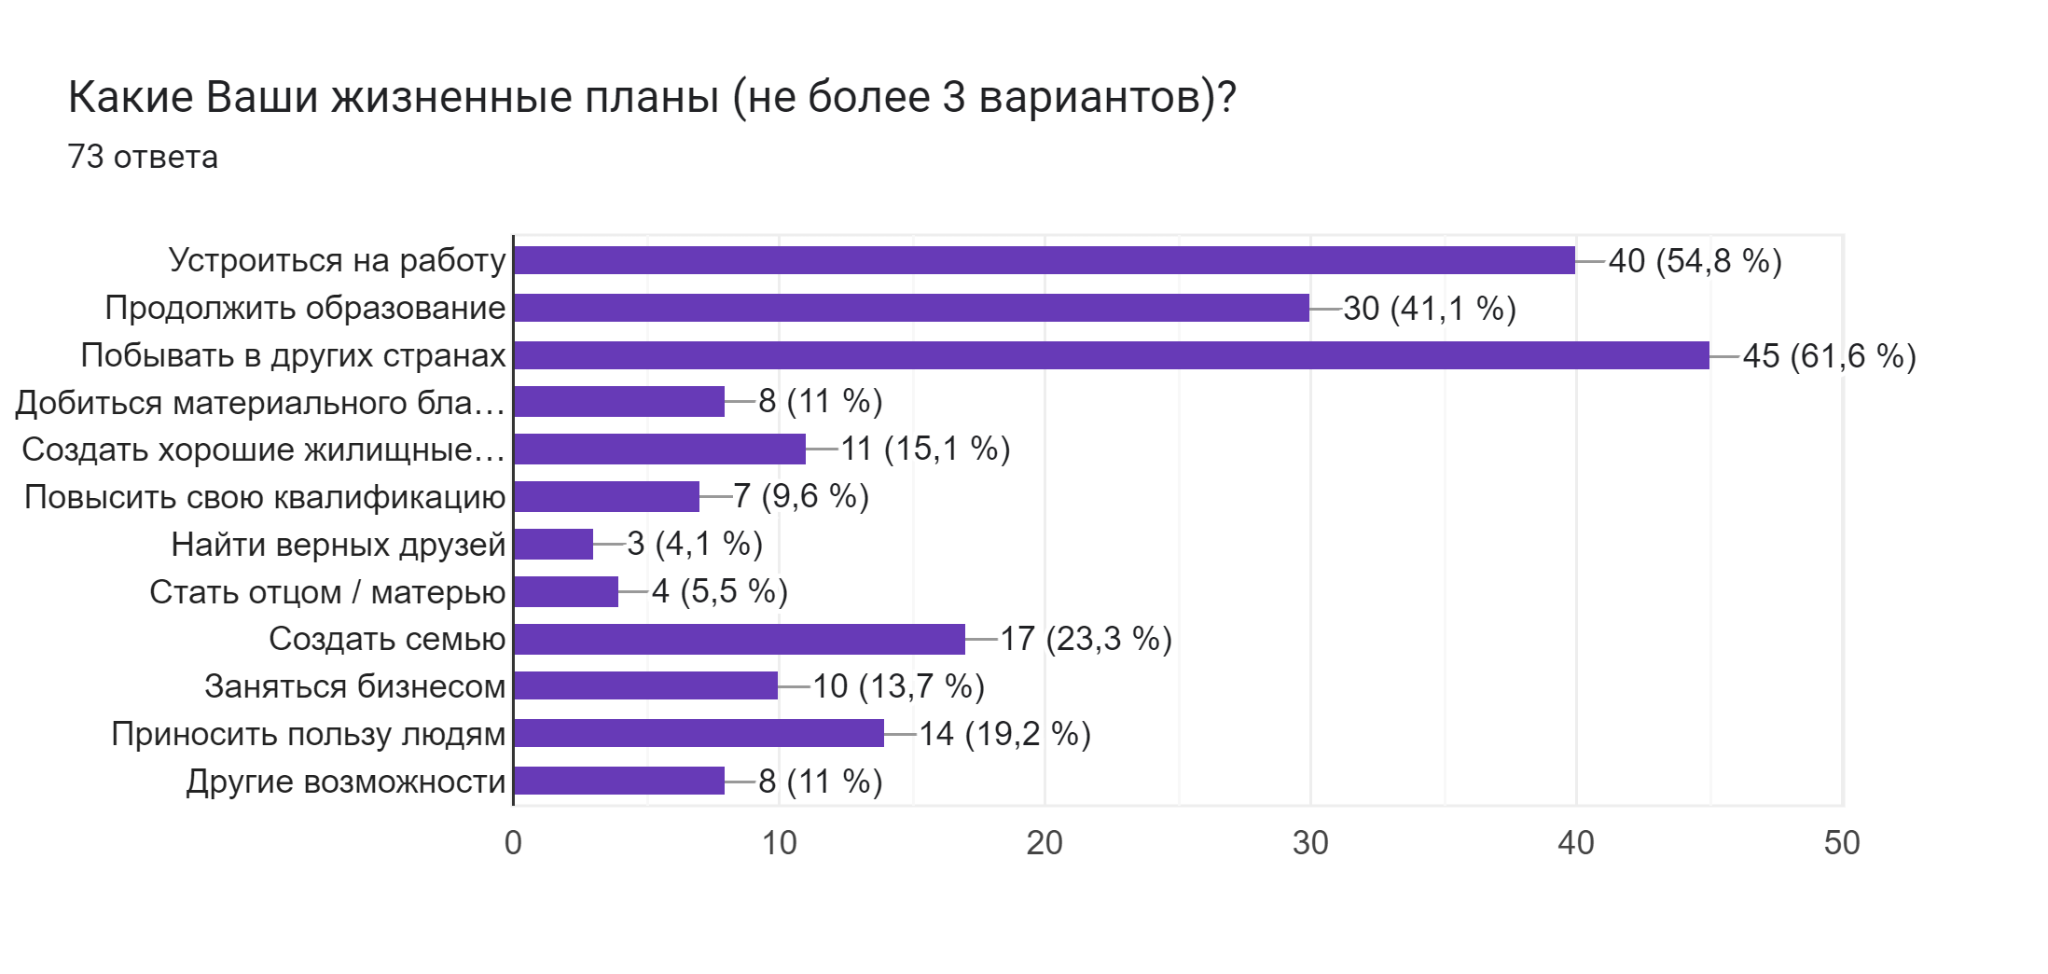 Какие Ваши жизненные планы (не более 3 вариантов)?
73 ответа
Устроиться на работу 40 (54,8 %)
Продолжить образование 30 (41,1 %)
Побывать в других странах 45 (61,6 %)
Добиться материального бла… 8 (11 %)
Создать хорошие жилищные… 11 (15,1 %)
Повысить свою квалификацию 7 (9,6 %)
Найти верных друзей 3 (4,1 %)
Стать отцом / матерью 4 (5,5 %)
Создать семью 17 (23,3 %)
Заняться бизнесом 10 (13,7 %)
Приносить пользу людям 14 (19,2 %)
Другие возможности 8 (11 %)
0 10 20 30 40 50